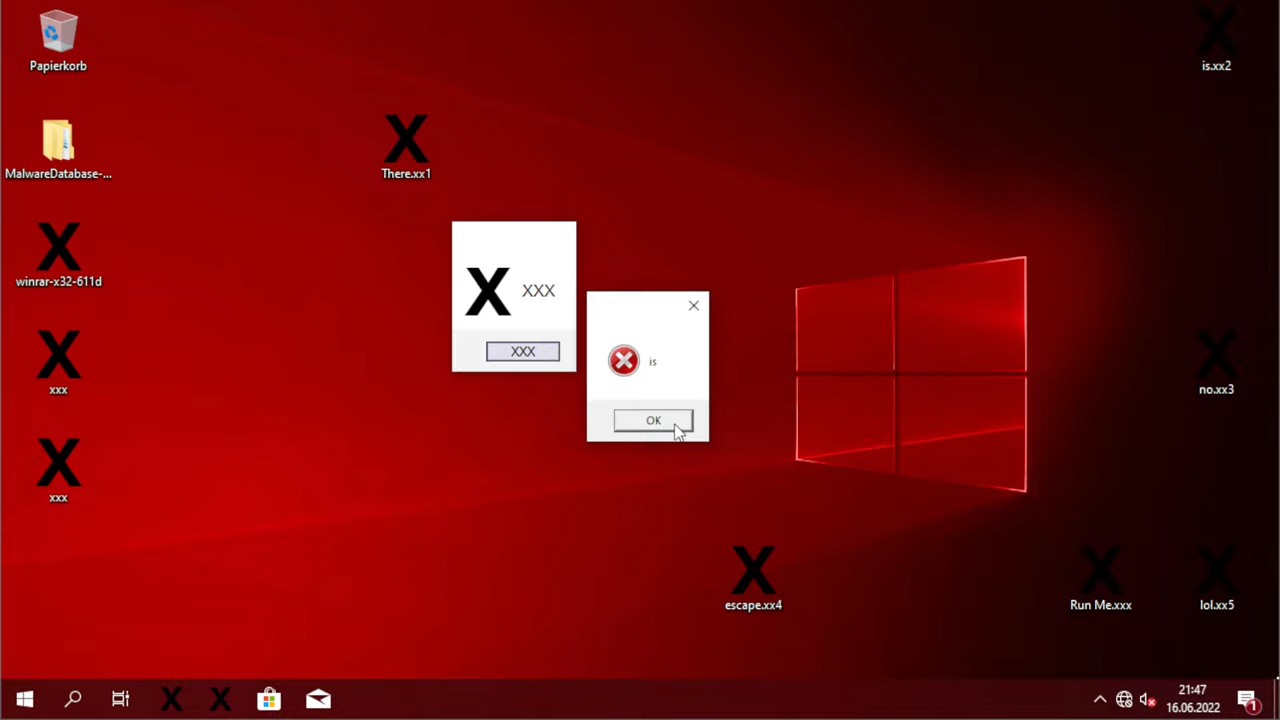 Papierkorb
is.xx2
MalwareDatabase-...
There.xx1
winrar-x32-611d
X XXX
XXX
is
OK
xxx
no.xx3
xxx
escape.xx4
Run Me.xxx
lol.xx5
21:47
16.06.2022
1